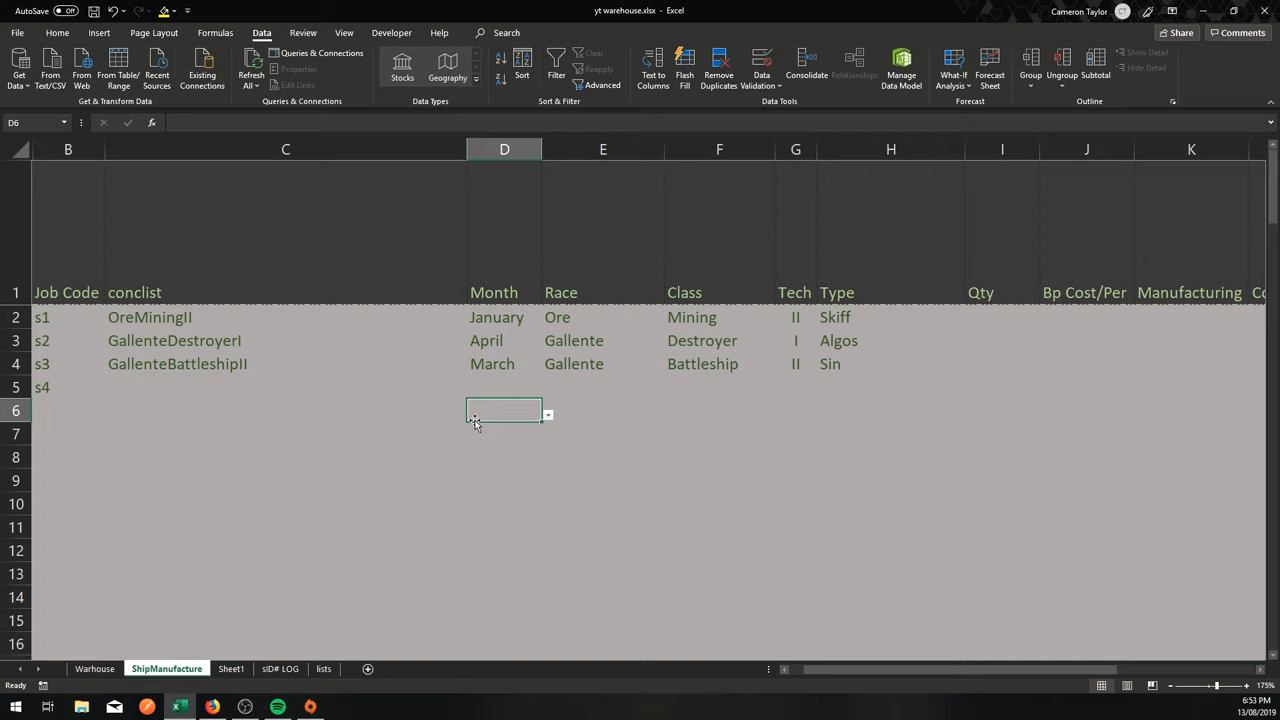 AutoSave Off yt warehouse.xlsx - Excel Cameron Taylor CT
File Home Insert Page Layout Formulas Data Review View Developer Help Search Share Comments
Get Data From Text/CSV From Web From Table/Range Recent Sources Existing Connections
Get & Transform Data
Refresh All Queries & Connections Properties Edit Links
Queries & Connections
Stocks Geography
Data Types
Sort Filter Clear Reapply Advanced
Sort & Filter
Text to Columns Flash Fill Remove Duplicates Data Validation Consolidate Relationships Manage Data Model
Data Tools
What-If Analysis Forecast Sheet
Forecast
Group Ungroup Subtotal Show Detail Hide Detail
Outline
D6 fx
B C D E F G H I J K
1 Job Code conclist Month Race Class Tech Type Qty Bp Cost/Per Manufacturing Co
2 s1 OreMiningII January Ore Mining II Skiff
3 s2 GallenteDestroyerI April Gallente Destroyer I Algos
4 s3 GallenteBattleshipII March Gallente Battleship II Sin
5 s4
6
7
8
9
10
11
12
13
14
15
16
Warhouse ShipManufacture Sheet1 sID# LOG lists
Ready 175%
6:53 PM
13/08/2019